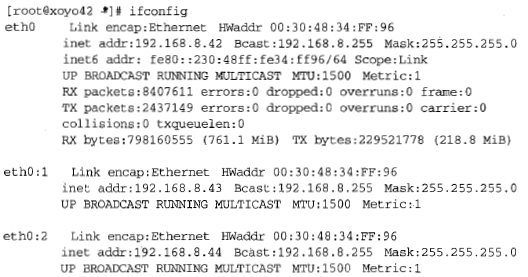 [root@xoyo42 ~]# ifconfig
eth0 Link encap:Ethernet HWaddr 00:30:48:34:FF:96
inet addr:192.168.8.42 Bcast:192.168.8.255 Mask:255.255.255.0
inet6 addr: fe80::230:48ff:fe34:ff96/64 Scope:Link
UP BROADCAST RUNNING MULTICAST MTU:1500 Metric:1
RX packets:8407611 errors:0 dropped:0 overruns:0 frame:0
TX packets:2437149 errors:0 dropped:0 overruns:0 carrier:0
collisions:0 txqueuelen:0
RX bytes:798160555 (761.1 MiB) TX bytes:229521778 (218.8 MiB)
eth0:1 Link encap:Ethernet HWaddr 00:30:48:34:FF:96
inet addr:192.168.8.43 Bcast:192.168.8.255 Mask:255.255.255.0
UP BROADCAST RUNNING MULTICAST MTU:1500 Metric:1
eth0:2 Link encap:Ethernet HWaddr 00:30:48:34:FF:96
inet addr:192.168.8.44 Bcast:192.168.8.255 Mask:255.255.255.0
UP BROADCAST RUNNING MULTICAST MTU:1500 Metric:1